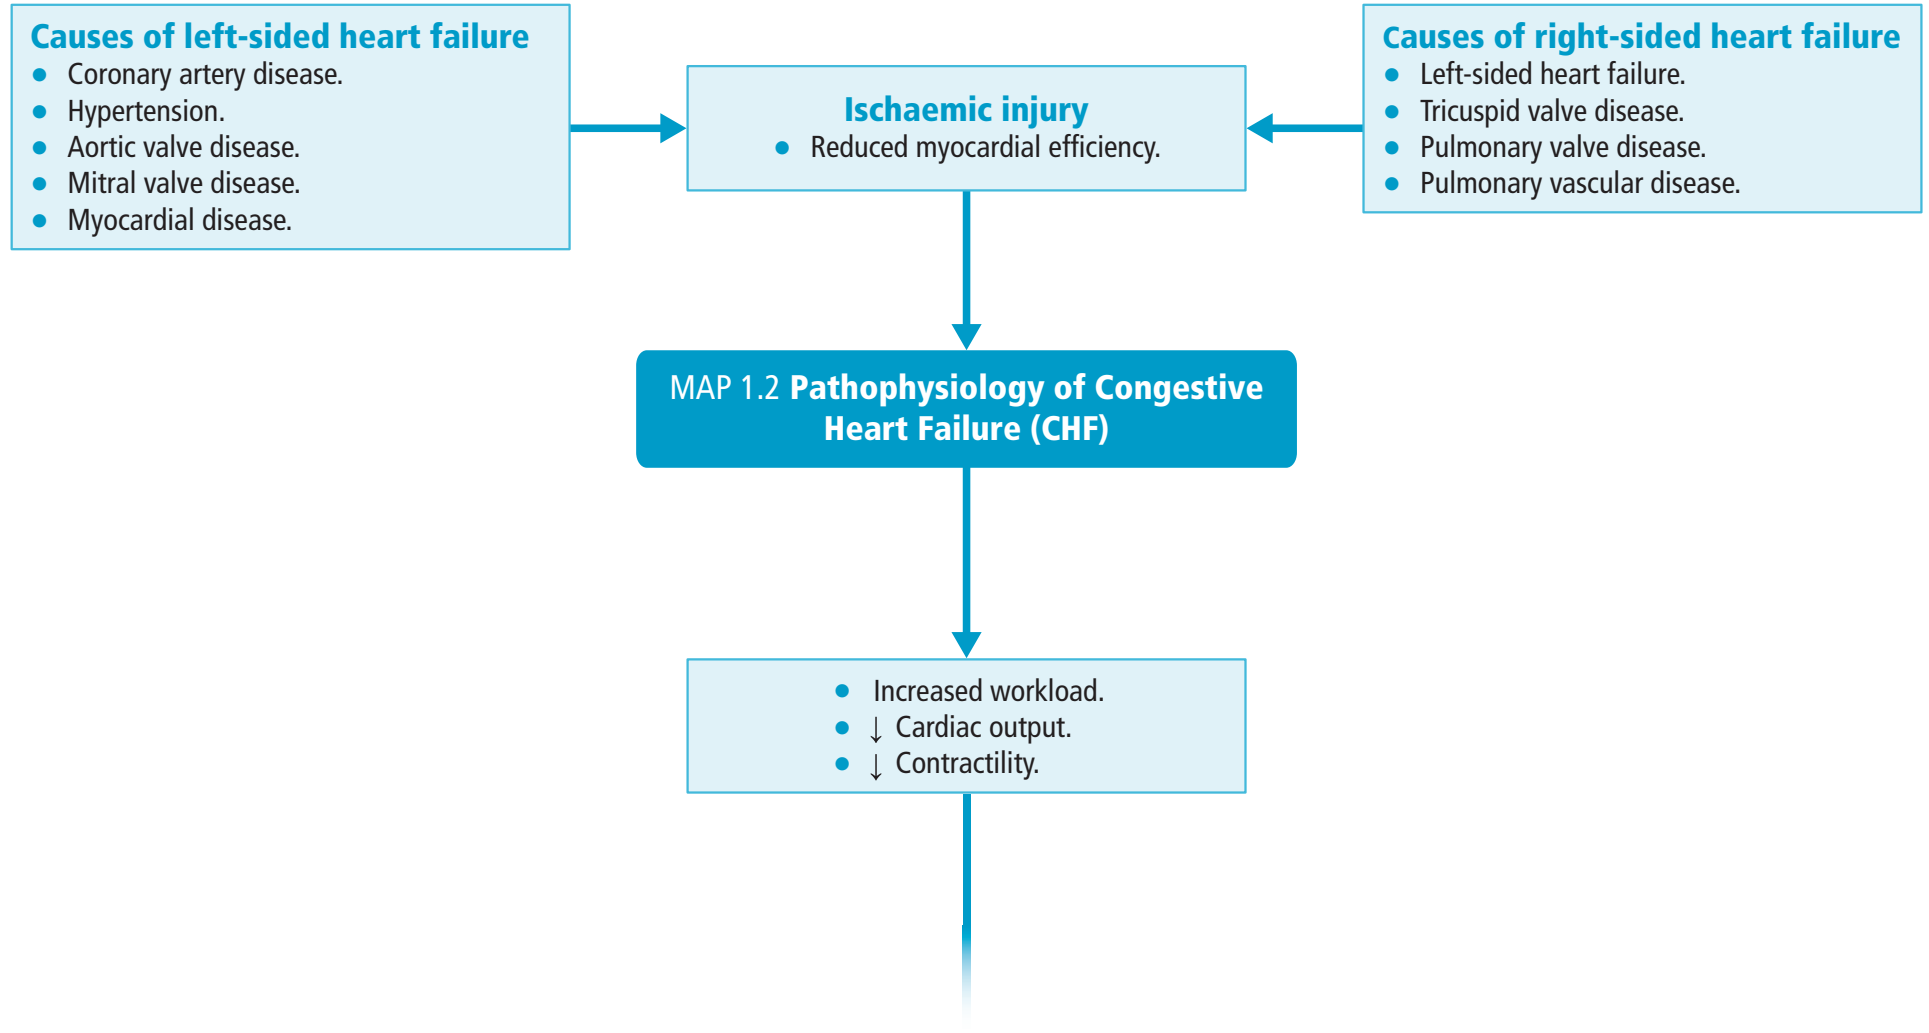 Causes of left-sided heart failure
● Coronary artery disease.
● Hypertension.
● Aortic valve disease.
● Mitral valve disease.
● Myocardial disease.
Ischaemic injury
● Reduced myocardial efficiency.
Causes of right-sided heart failure
● Left-sided heart failure.
● Tricuspid valve disease.
● Pulmonary valve disease.
● Pulmonary vascular disease.
MAP 1.2 Pathophysiology of Congestive
Heart Failure (CHF)
● Increased workload.
● ↓ Cardiac output.
● ↓ Contractility.